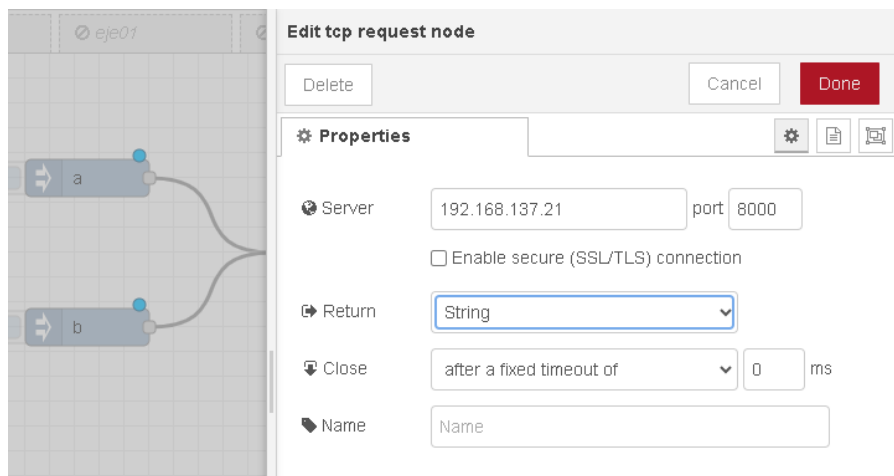 eje01
Edit tcp request node
Delete
Cancel
Done
Properties
a
Server
192.168.137.21
port
8000
Enable secure (SSL/TLS) connection
b
Return
String
Close
after a fixed timeout of
0
ms
Name
Name